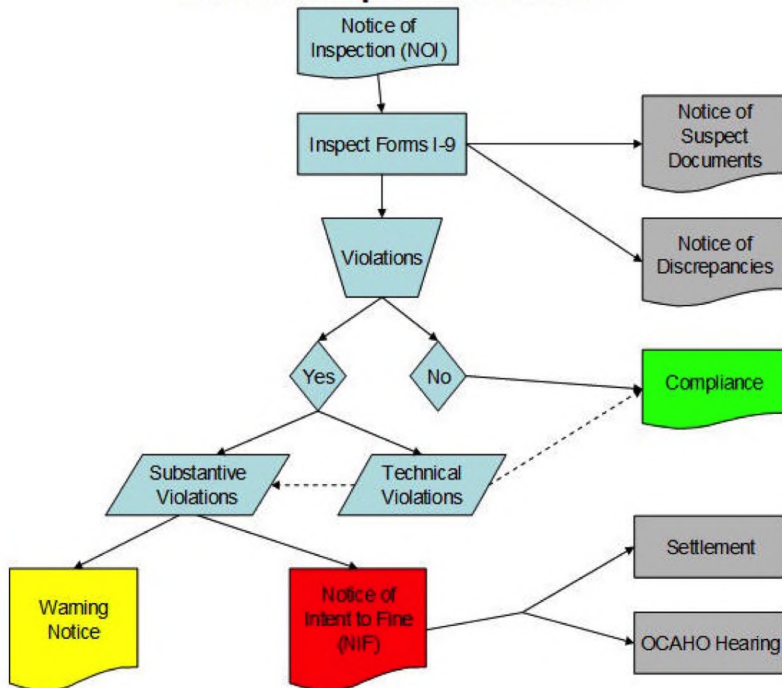 Notice of
Inspection (NOI)
Inspect Forms I-9
Notice of
Suspect
Documents
Violations
Notice of
Discrepancies
Yes
No
Compliance
Substantive
Violations
Technical
Violations
Warning
Notice
Notice of
Intent to Fine
(NIF)
Settlement
OCAHO Hearing